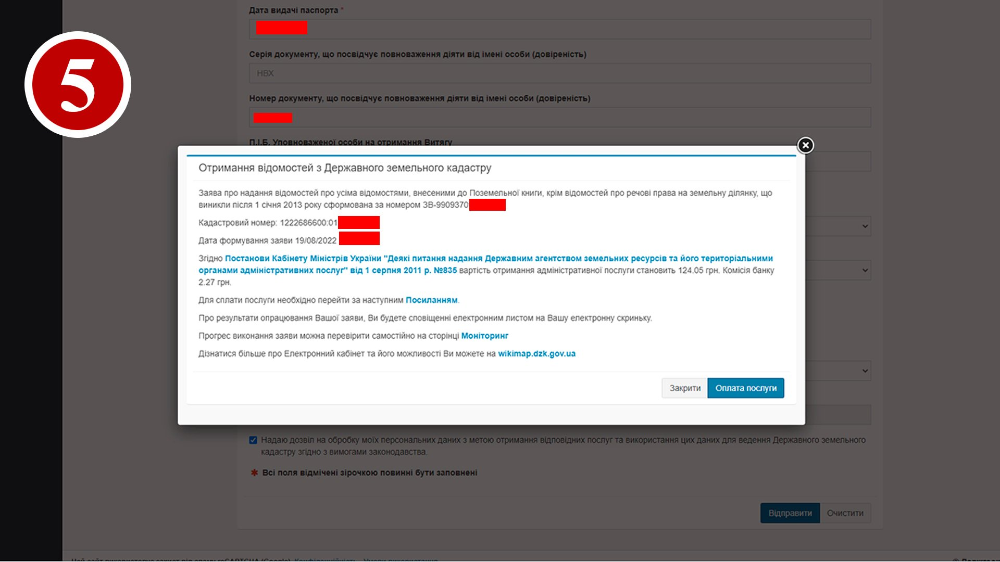 5
Дата видачі паспорта *
Серія документу, що посвідчує повноваження діяти від імені особи (довіреність)
НВХ
Номер документу, що посвідчує повноваження діяти від імені особи (довіреність)
П.І.Б. Уповноваженої особи на отримання Витягу
Отримання відомостей з Державного земельного кадастру
Заява про надання відомостей про усіма відомостями, внесеними до Поземельної книги, крім відомостей про речові права на земельну ділянку, що
виникли після 1 січня 2013 року сформована за номером ЗВ-9909370
Кадастровий номер: 1222686600:01
Дата формування заяви 19/08/2022
Згідно Постанови Кабінету Міністрів України "Деякі питання надання Державним агентством земельних ресурсів та його територіальними
органами адміністративних послуг" від 1 серпня 2011 р. №835 вартість отримання адміністративної послуги становить 124.05 грн. Комісія банку
2.27 грн.
Для сплати послуги необхідно перейти за наступним Посиланням.
Про результати опрацювання Вашої заяви, Ви будете сповіщенні електронним листом на Вашу електронну скриньку.
Прогрес виконання заяви можна перевірити самостійно на сторінці Моніторинг
Дізнатися більше про Електронний кабінет та його можливості Ви можете на wikimap.dzk.gov.ua
Закрити Оплата послуги
Надаю дозвіл на обробку моїх персональних даних з метою отримання відповідних послуг та використання цих даних для ведення Державного земельного
кадастру згідно з вимогами законодавства.
* Всі поля відмічені зірочкою повинні бути заповнені
Відправити Очистити